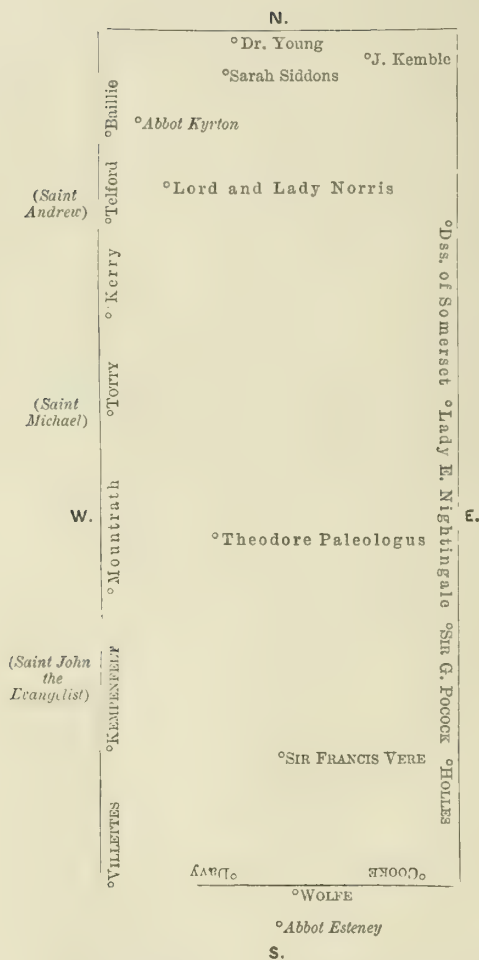 N.
°Dr. Young
°J. Kemble
°Sarah Siddons
°Baillie
°Abbot Kyrton
°Telford
(Saint
Andrew)
°Lord and Lady Norris
°Kerry
°Dss. of Somerset
°TOTTY
(Saint
Michael)
°Lady E. Nightingale
W.
E.
°Mountrath
°Theodore Paleologus
(Saint John
the
Evangelist)
°KEMPENFELT
°SIR G. POCOCK
°SIR FRANCIS VERE
°HOLLES
°VILLETTES
°Davy
°COOKE
°WOLFE
°Abbot Esteney
S.